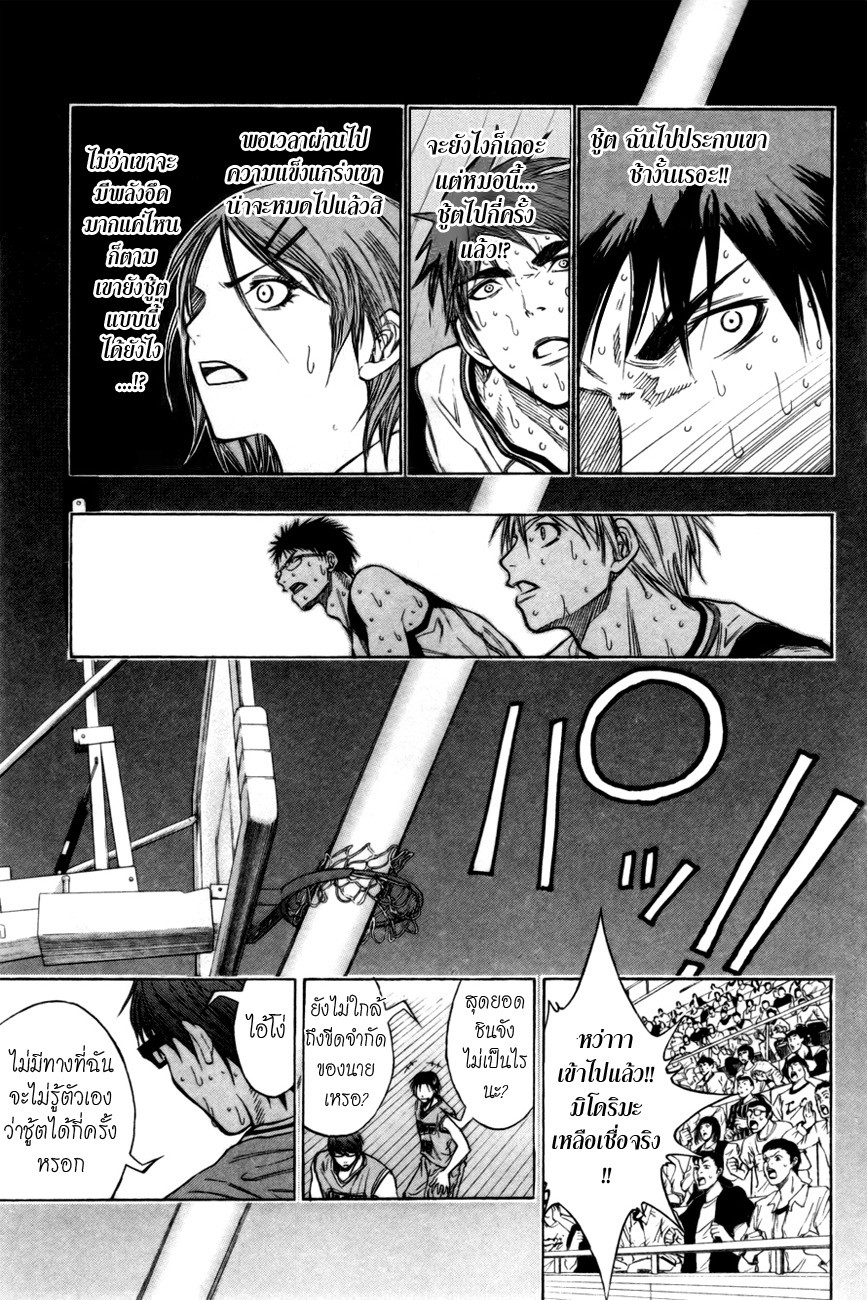 ชู้ต ฉันไปประกบเขา
ช้างั้นเรอะ!!
จะยังไงก็เถอะ
แต่หมอนี้...
ชู้ตไปกี่ครั้ง
แล้ว!?
พอเวลาผ่านไป
ความแข็งแกร่งเขา
น่าจะหมดไปแล้วสิ
ไม่ว่าเขาจะ
มีพลังอึด
มากแค่ไหน
ก็ตาม
เขายังชู้ต
แบบนี้
ได้ยังไง
...!?
หว่าาา
เข้าไปแล้ว!!
มิโดริมะ
เหลือเชื่อจริง
!!
สุดยอด
ชินจัง
ไม่เป็นไร
นะ?
ยังไม่ใกล้
ถึงขีดจำกัด
ของนาย
เหรอ?
ไอ้โง่
ไม่มีทางที่ฉัน
จะไม่รู้ตัวเอง
ว่าชู้ตได้กี่ครั้ง
หรอก